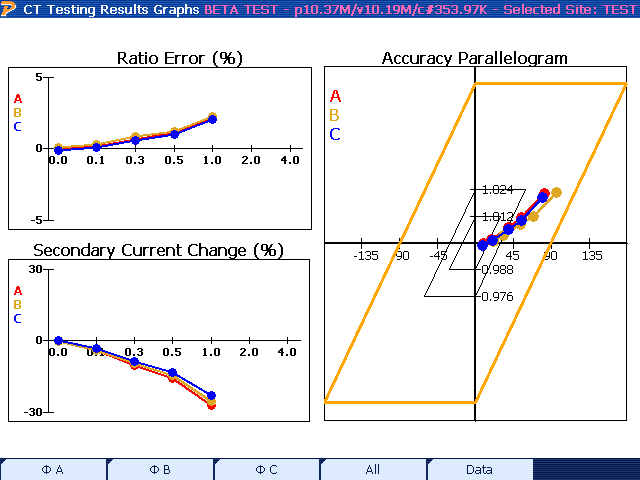 CT Testing Results Graphs BETA TEST - p10.37M/v10.19M/c#353.97K - Selected Site: TEST
Ratio Error (%)
5
A
B
C
0
0.0 0.1 0.3 0.5 1.0 2.0 4.0
-5
Secondary Current Change (%)
30
A
B
C
0
0.0 0.1 0.3 0.5 1.0 2.0 4.0
-30
Accuracy Parallelogram
A
B
C
1.024
1.012
-135 -90 -45 45 90 135
0.988
0.976
Φ A Φ B Φ C All Data